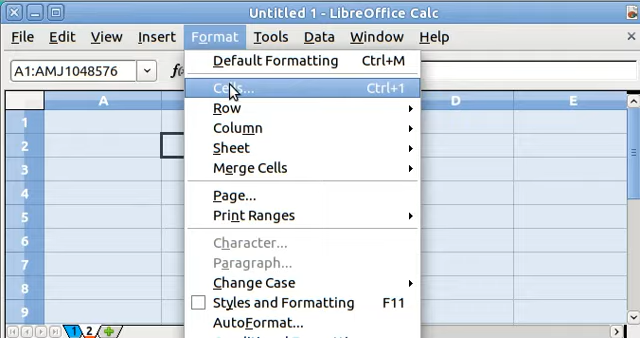 Untitled 1 - LibreOffice Calc
File Edit View Insert Format Tools Data Window Help
A1:AMJ1048576
Default Formatting Ctrl+M
Cells... Ctrl+1
A D E
Row
Column
Sheet
Merge Cells
Page...
Print Ranges
Character...
Paragraph...
Change Case
Styles and Formatting F11
AutoFormat...
1
2
3
4
5
6
7
8
9
1 2